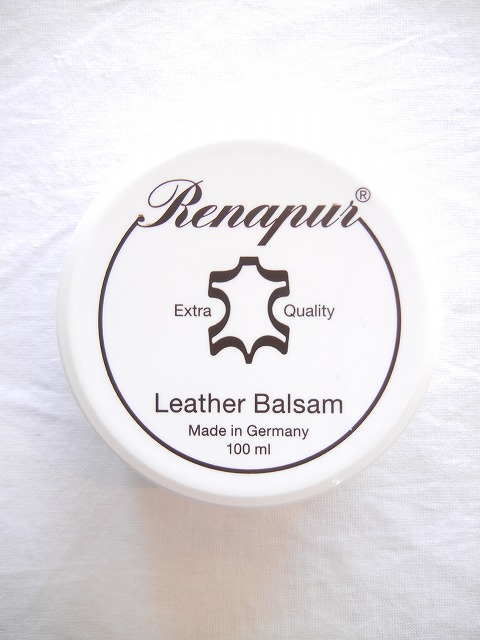 Renapur®
Extra Quality
Leather Balsam
Made in Germany
100 ml